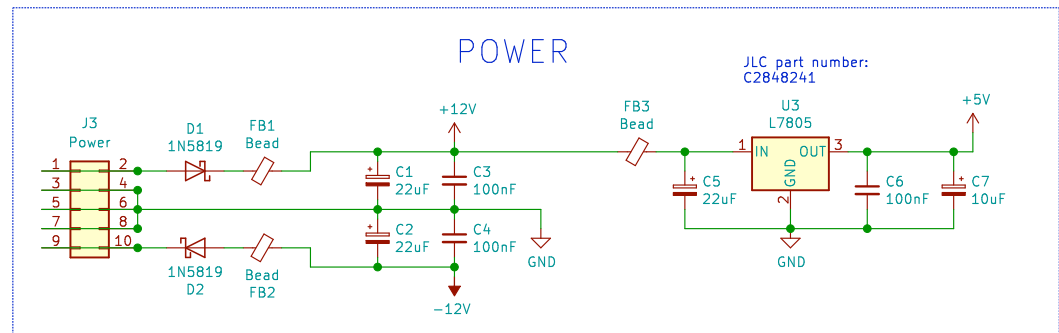 POWER
JLC part number:
C2848241
J3
Power
1
2
3
4
5
6
7
8
9
10
D1
1N5819
FB1
Bead
1N5819
D2
Bead
FB2
+12V
+
C1
22uF
C3
100nF
+
C2
22uF
C4
100nF
GND
-12V
FB3
Bead
+
C5
22uF
U3
L7805
1
IN
OUT
3
GND
2
GND
C6
100nF
+5V
+
C7
10uF